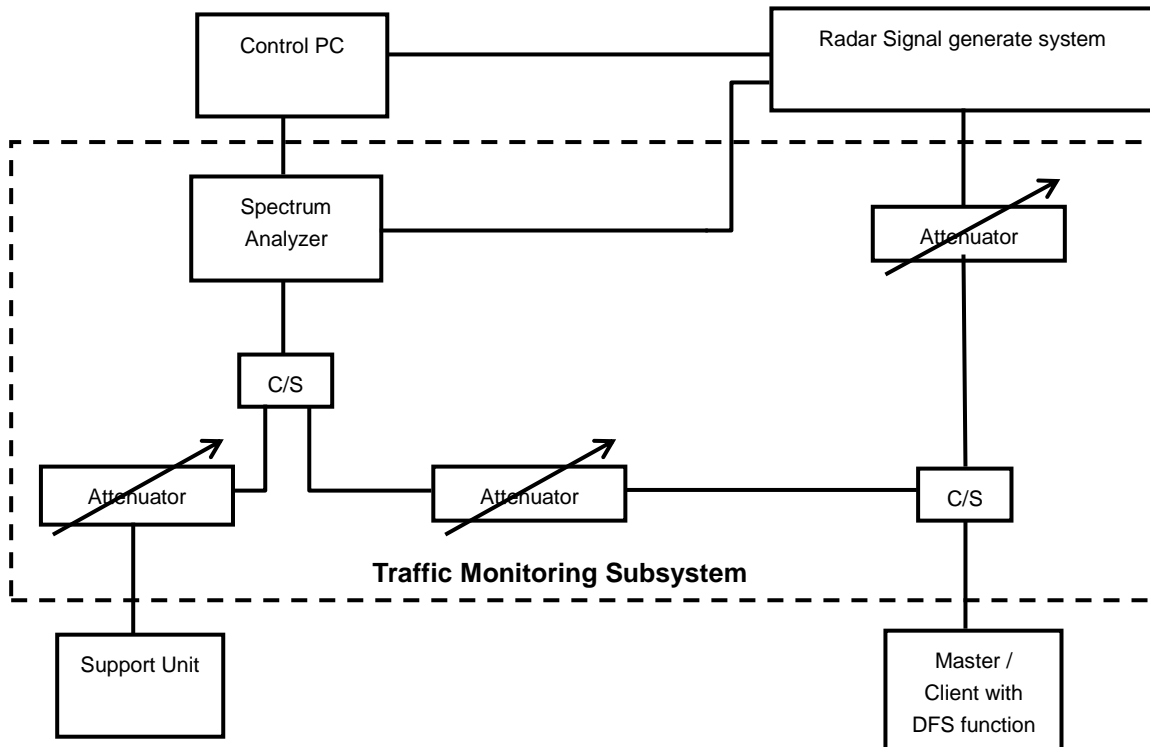 Control PC
Radar Signal generate system
Spectrum
Analyzer
Attenuator
C/S
Attenuator
Attenuator
C/S
Traffic Monitoring Subsystem
Support Unit
Master /
Client with
DFS function